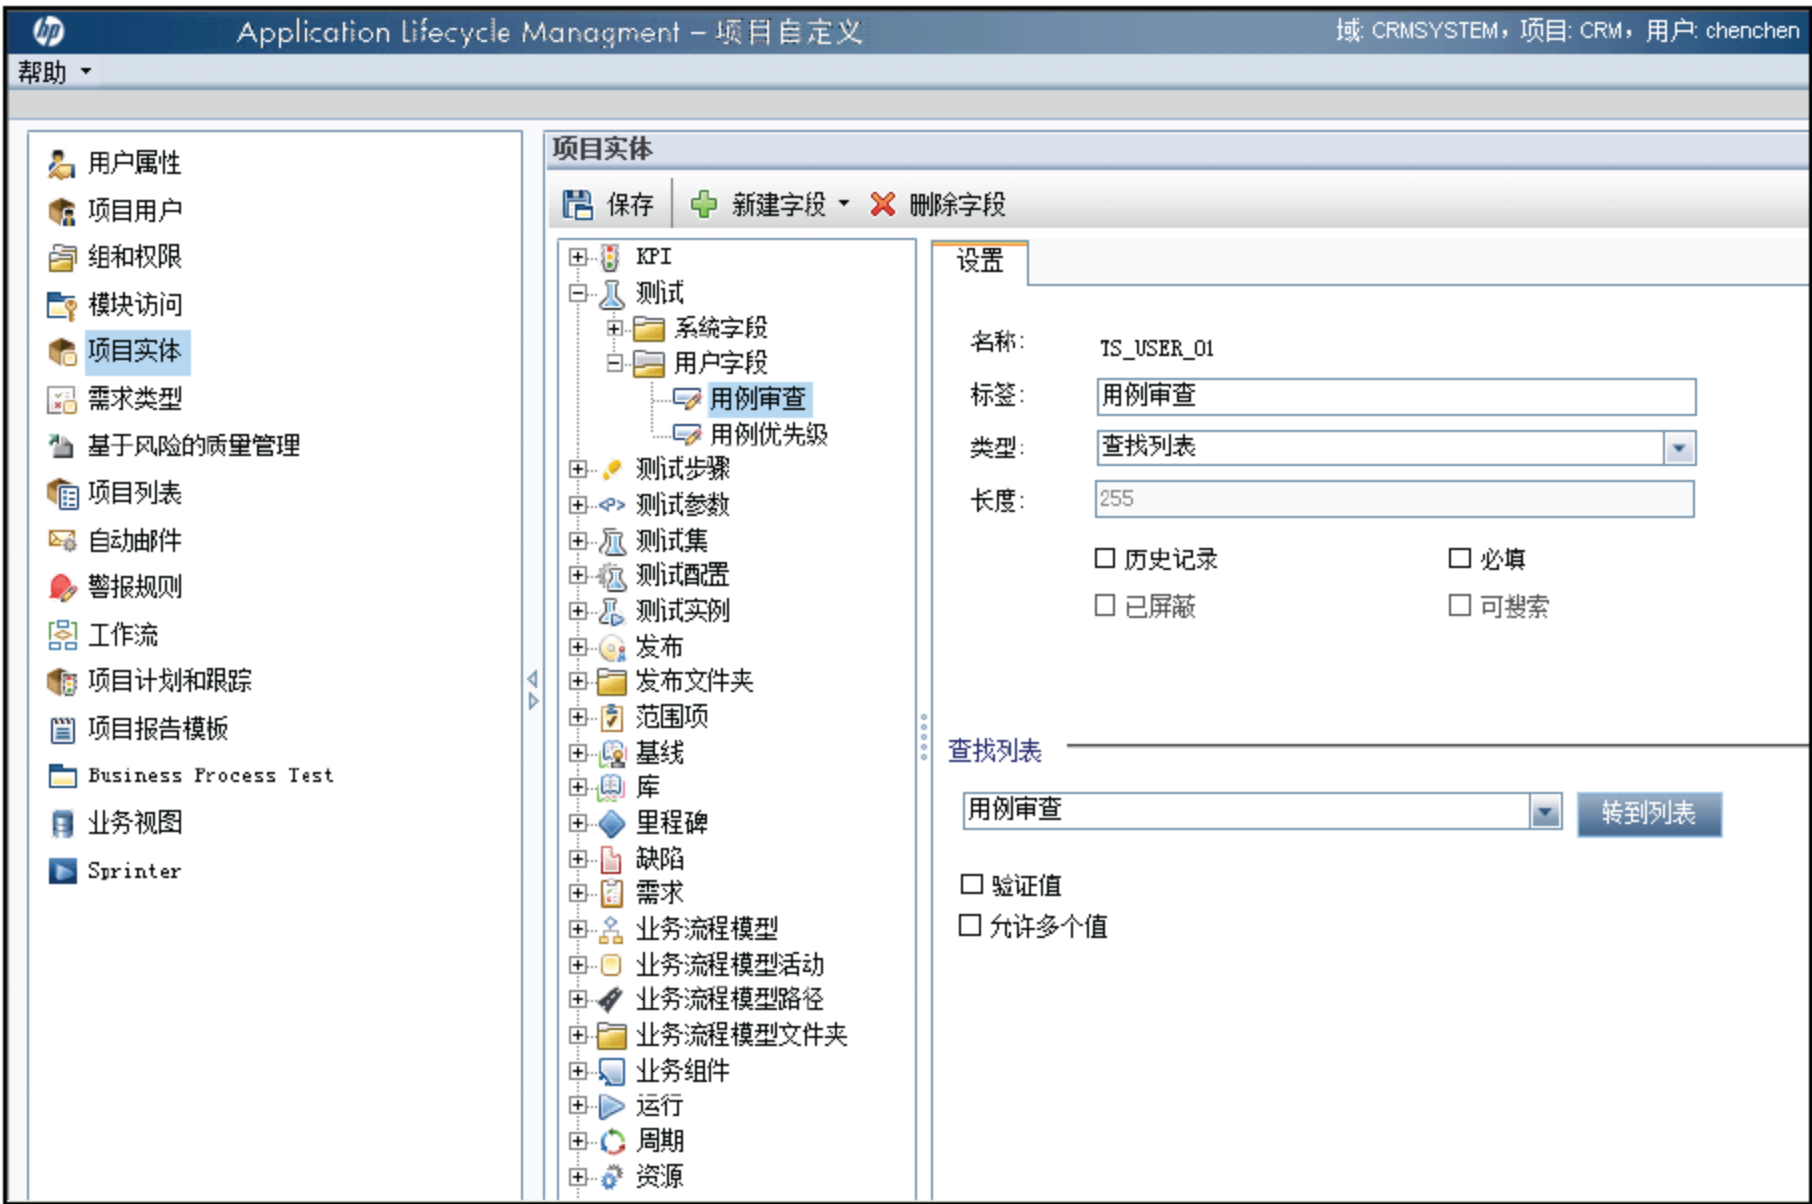 hp
Application Lifecycle Managment – 项目自定义
域: CRMSYSTEM，项目: CRM，用户: chenchen
帮助
用户属性
项目用户
组和权限
模块访问
项目实体
需求类型
基于风险的质量管理
项目列表
自动邮件
警报规则
工作流
项目计划和跟踪
项目报告模板
Business Process Test
业务视图
Sprinter
项目实体
保存
新建字段
删除字段
KPI
测试
系统字段
用户字段
用例审查
用例优先级
测试步骤
测试参数
测试集
测试配置
测试实例
发布
发布文件夹
范围项
基线
库
里程碑
缺陷
需求
业务流程模型
业务流程模型活动
业务流程模型路径
业务流程模型文件夹
业务组件
运行
周期
资源
设置
名称: TS_USER_01
标签: 用例审查
类型: 查找列表
长度: 255
历史记录 必填
已屏蔽 可搜索
查找列表
用例审查 转到列表
验证值
允许多个值